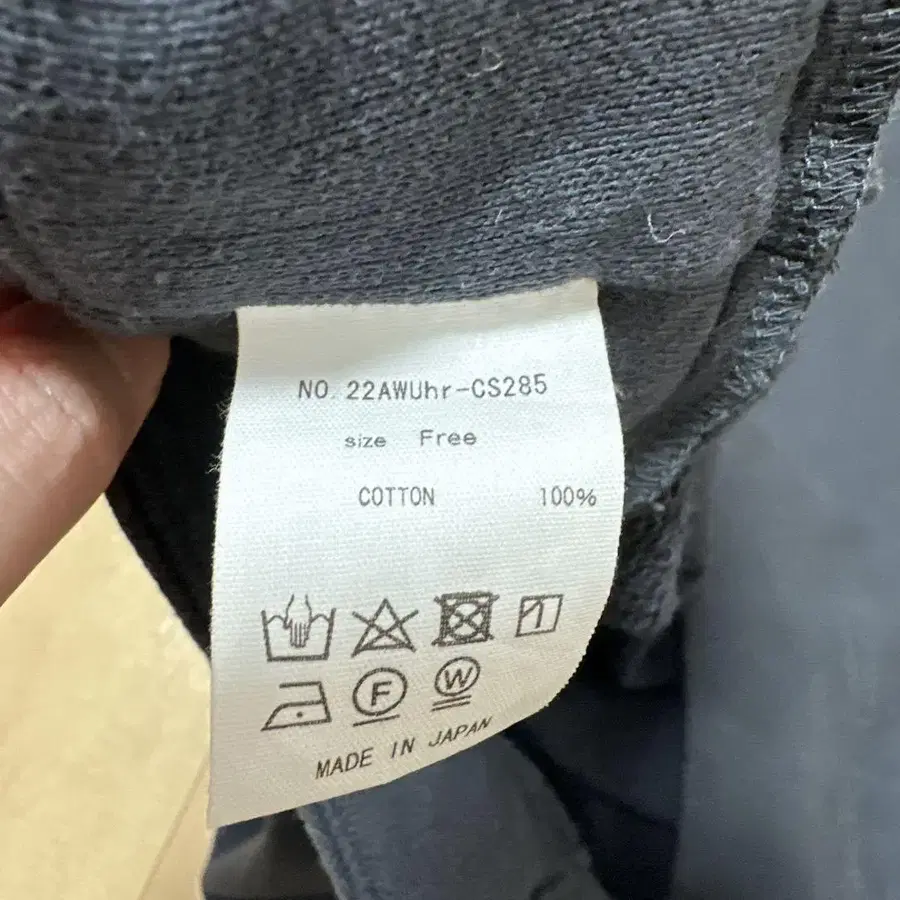 NO 22AWUhr-CS285
size Free
COTTON 100%
F W
MADE IN JAPAN